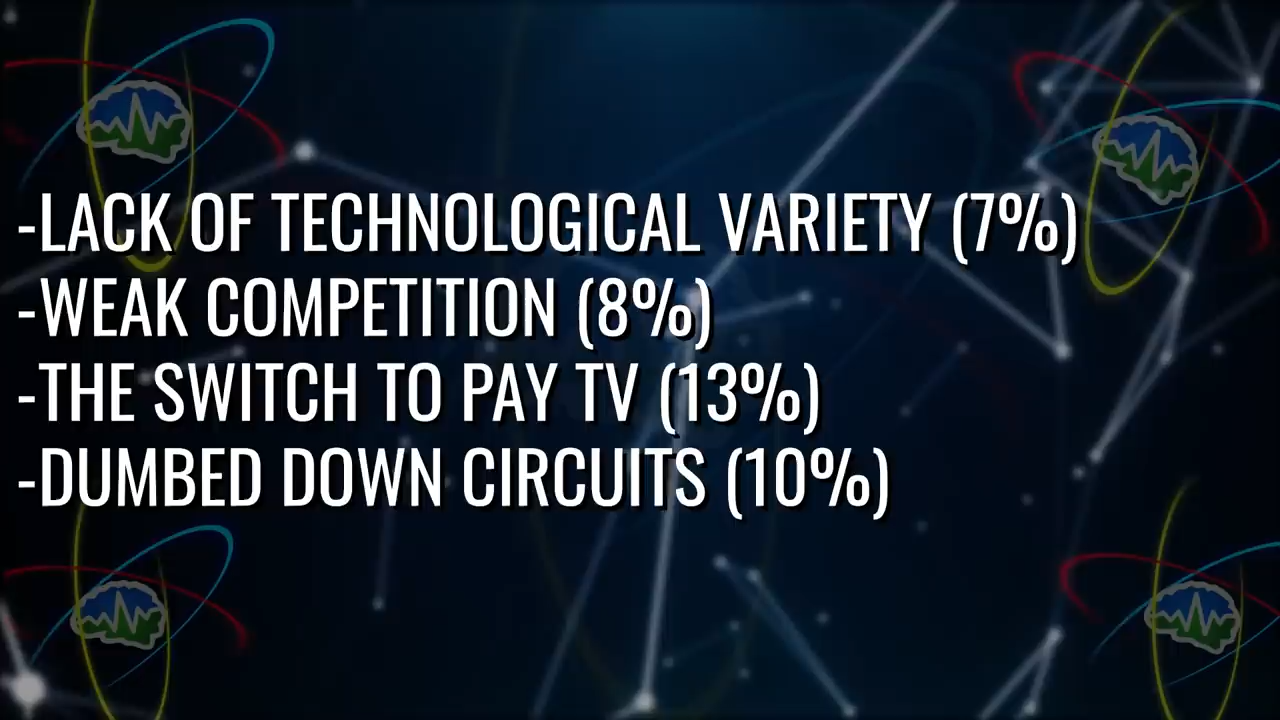 -LACK OF TECHNOLOGICAL VARIETY (7%)
-WEAK COMPETITION (8%)
-THE SWITCH TO PAY TV (13%)
-DUMBED DOWN CIRCUITS (10%)